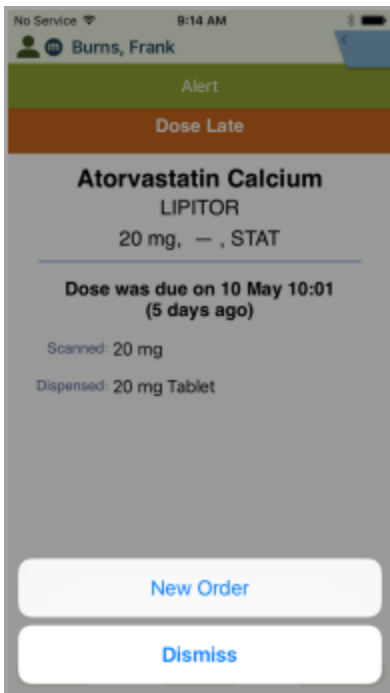 No Service 9:14 AM
m Burns, Frank
Alert
Dose Late
Atorvastatin Calcium
LIPITOR
20 mg, — , STAT
Dose was due on 10 May 10:01
(5 days ago)
Scanned: 20 mg
Dispensed: 20 mg Tablet
New Order
Dismiss